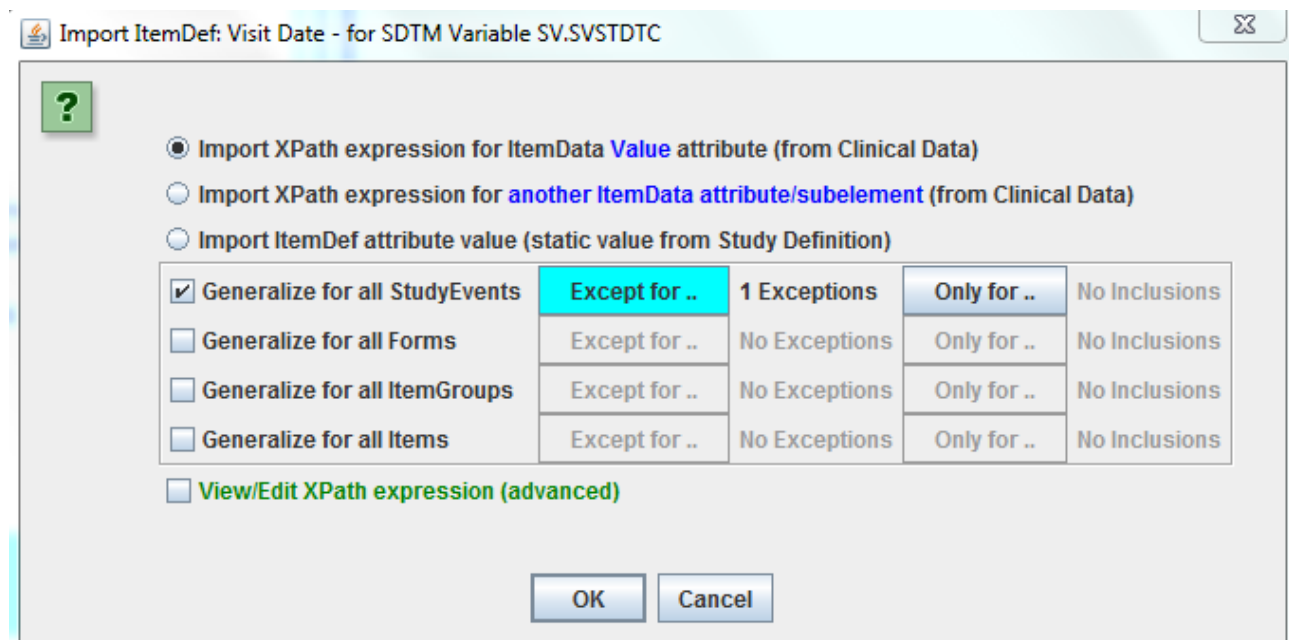 Import ItemDef: Visit Date - for SDTM Variable SV.SVSTDTC
?
Import XPath expression for ItemData Value attribute (from Clinical Data)
Import XPath expression for another ItemData attribute/subelement (from Clinical Data)
Import ItemDef attribute value (static value from Study Definition)
Generalize for all StudyEvents Except for .. 1 Exceptions Only for .. No Inclusions
Generalize for all Forms Except for .. No Exceptions Only for .. No Inclusions
Generalize for all ItemGroups Except for .. No Exceptions Only for .. No Inclusions
Generalize for all Items Except for .. No Exceptions Only for .. No Inclusions
View/Edit XPath expression (advanced)
OK Cancel